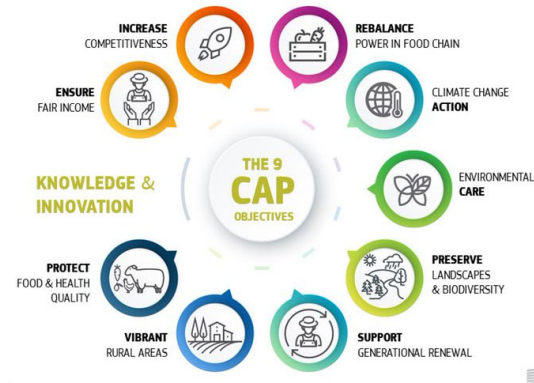 INCREASE
COMPETITIVENESS
REBALANCE
POWER IN FOOD CHAIN
ENSURE
FAIR INCOME
CLIMATE CHANGE
ACTION
THE 9
CAP
OBJECTIVES
KNOWLEDGE &
INNOVATION
ENVIRONMENTAL
CARE
PROTECT
FOOD & HEALTH
QUALITY
PRESERVE
LANDSCAPES
& BIODIVERSITY
VIBRANT
RURAL AREAS
SUPPORT
GENERATIONAL RENEWAL